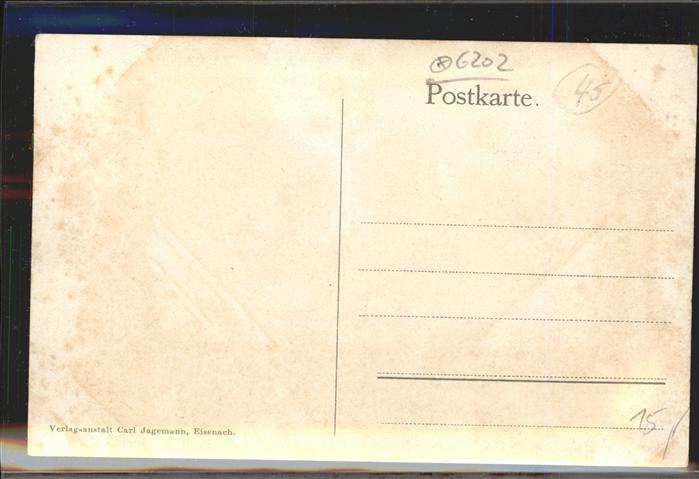 ⊛6202
Postkarte.
45
15
Verlagsanstalt Carl Jagemann, Eisenach.